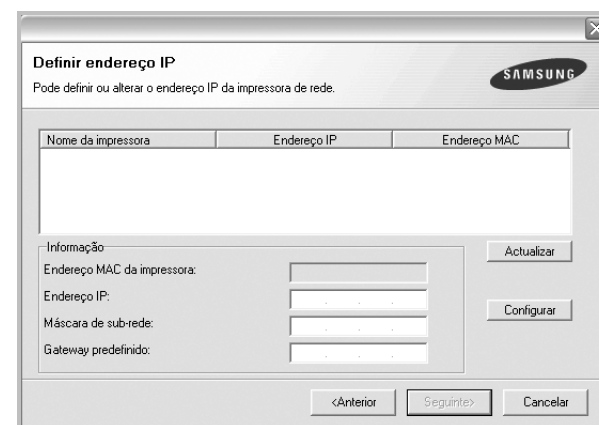 Definir endereço IP
Pode definir ou alterar o endereço IP da impressora de rede.
SAMSUNG
Nome da impressora Endereço IP Endereço MAC
Informação
Endereço MAC da impressora:
Endereço IP:
Máscara de sub-rede:
Gateway predefinido:
Actualizar
Configurar
<Anterior Seguinte> Cancelar